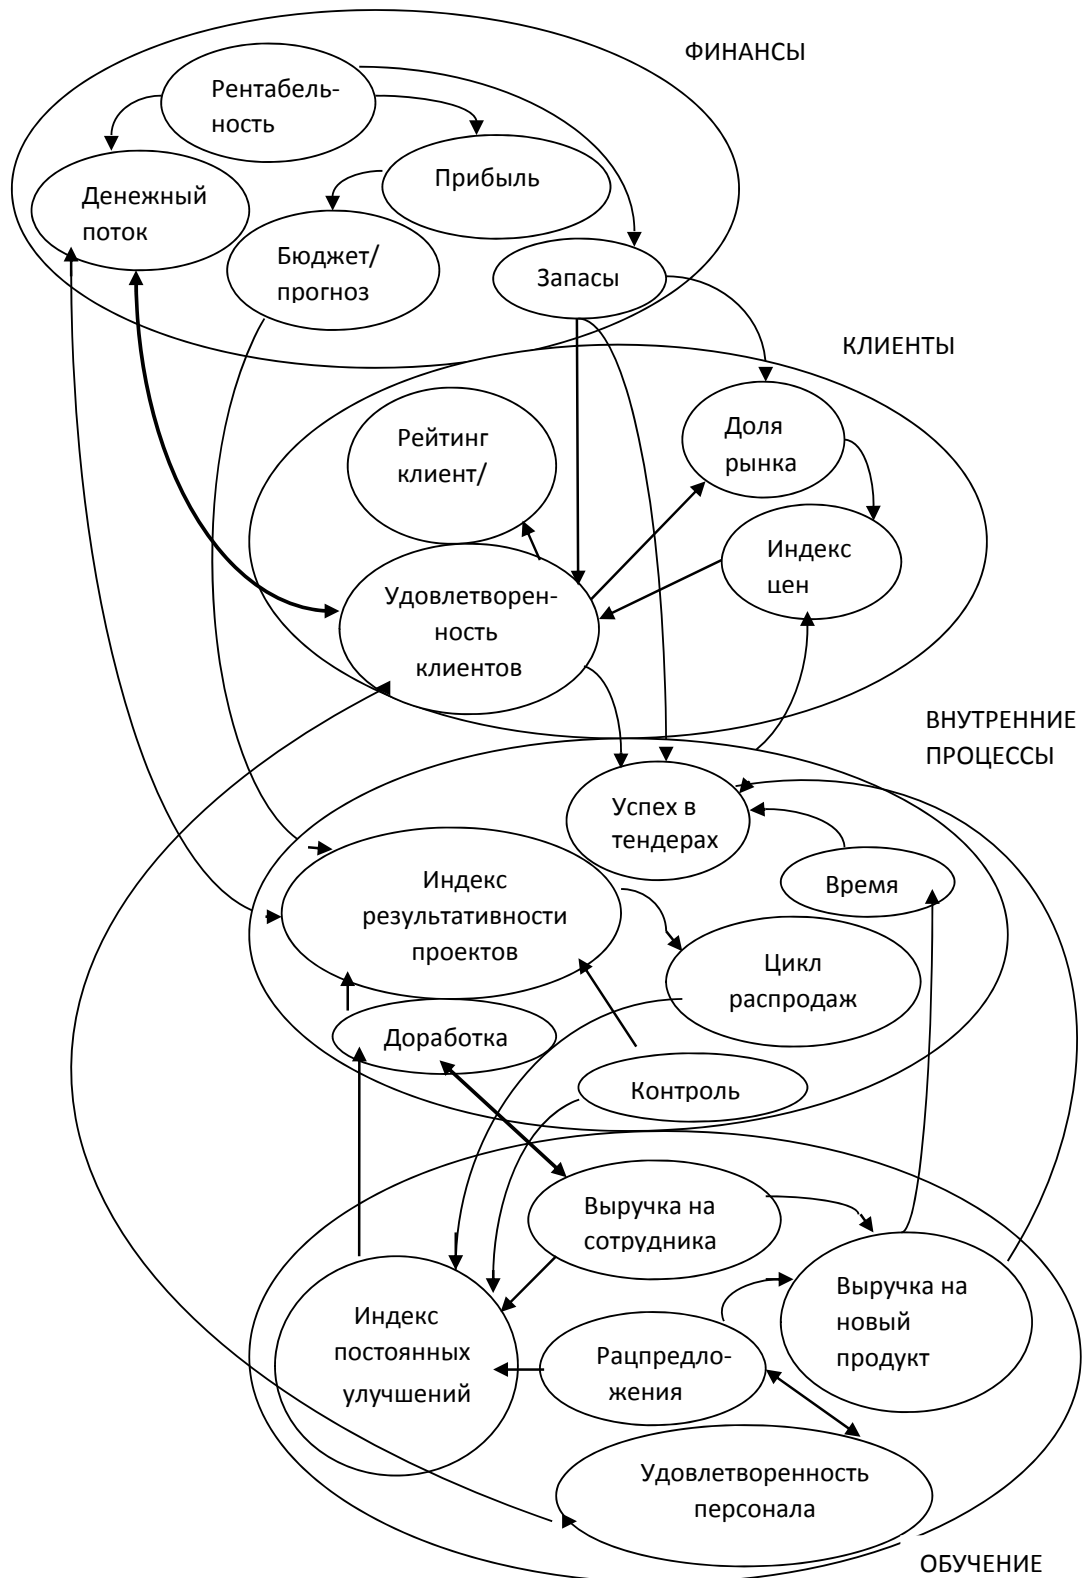 ФИНАНСЫ
Рентабель-
ность
Прибыль
Денежный
поток
Бюджет/
прогноз
Запасы
КЛИЕНТЫ
Рейтинг
клиент/
Доля
рынка
Индекс
цен
Удовлетворен-
ность
клиентов
ВНУТРЕННИЕ
ПРОЦЕССЫ
Успех в
тендерах
Время
Индекс
результативности
проектов
Цикл
распродаж
Доработка
Контроль
Выручка на
сотрудника
Выручка на
новый
продукт
Индекс
постоянных
улучшений
Рацпредло-
жения
Удовлетворенность
персонала
ОБУЧЕНИЕ